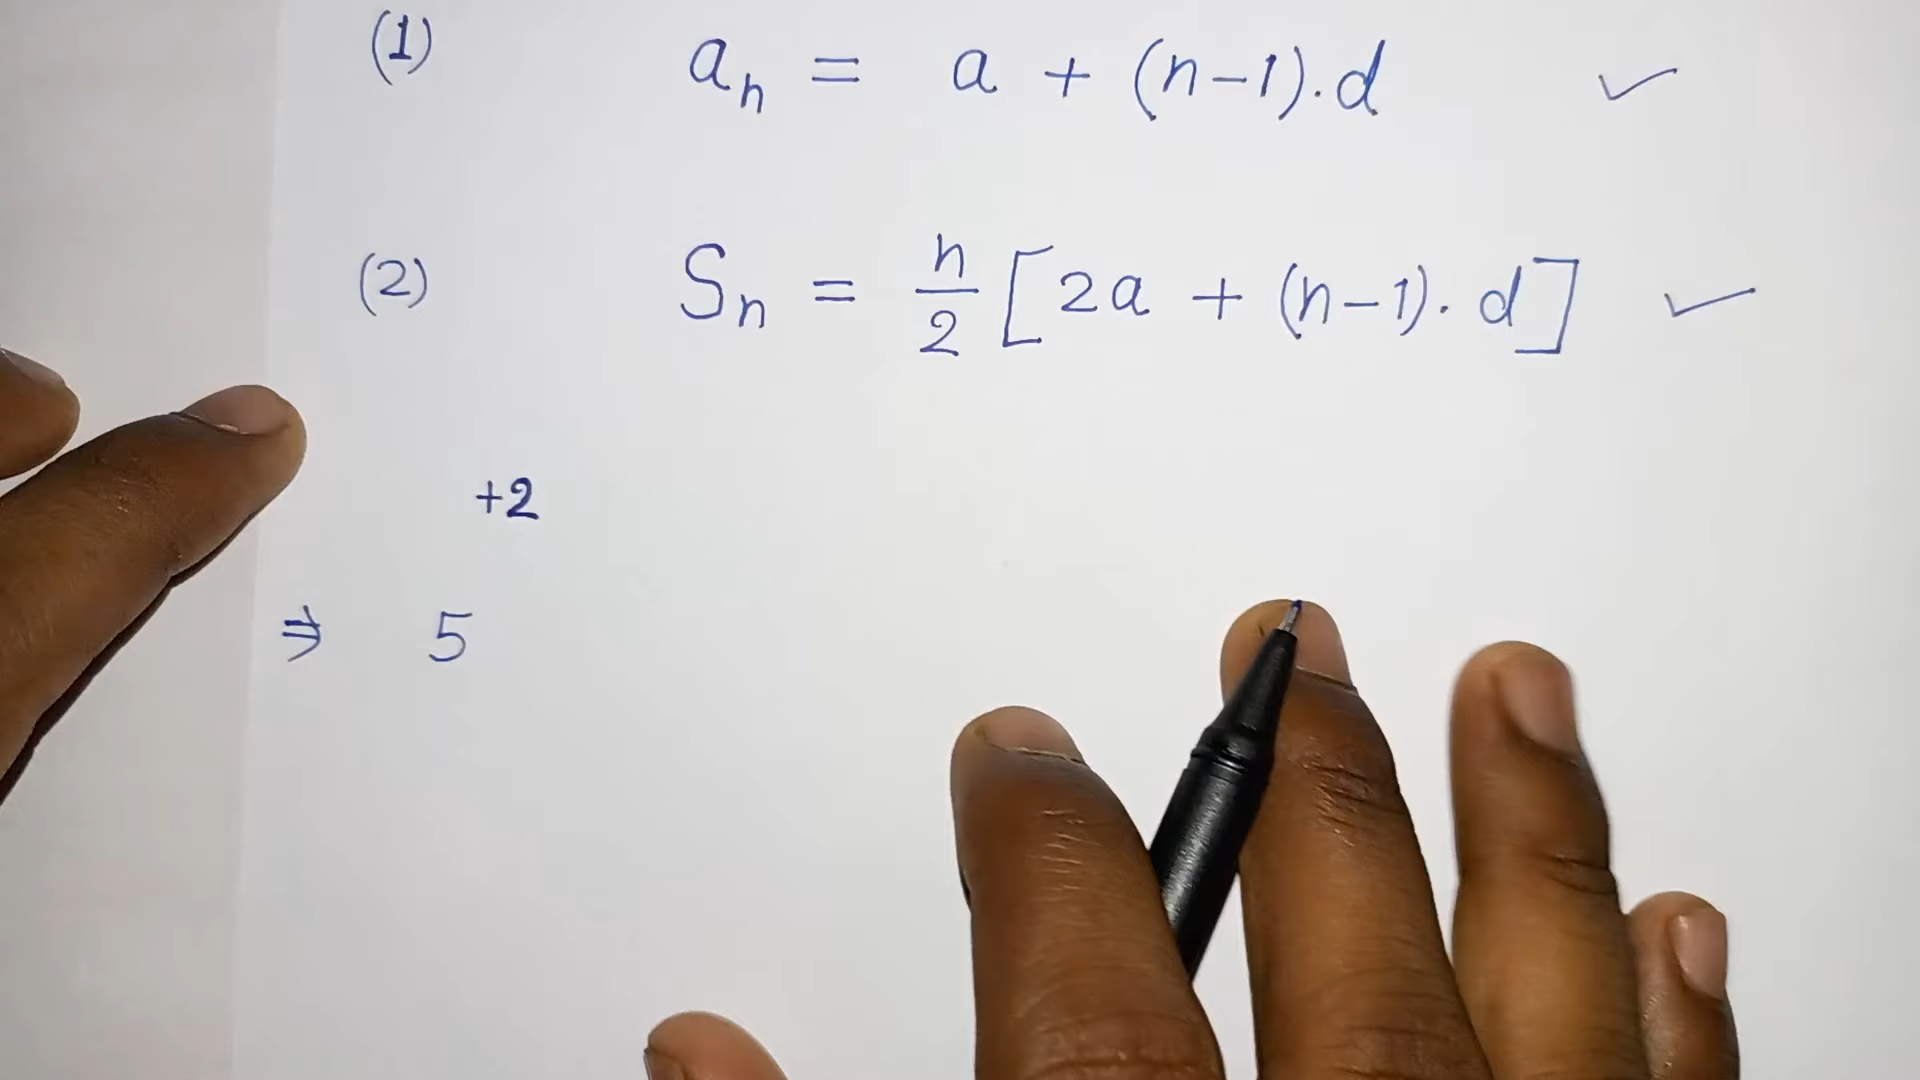 (1) aₙ = a + (n-1).d ✓
(2) Sₙ = n/2 [2a + (n-1). d] ✓
+2
⇒ 5